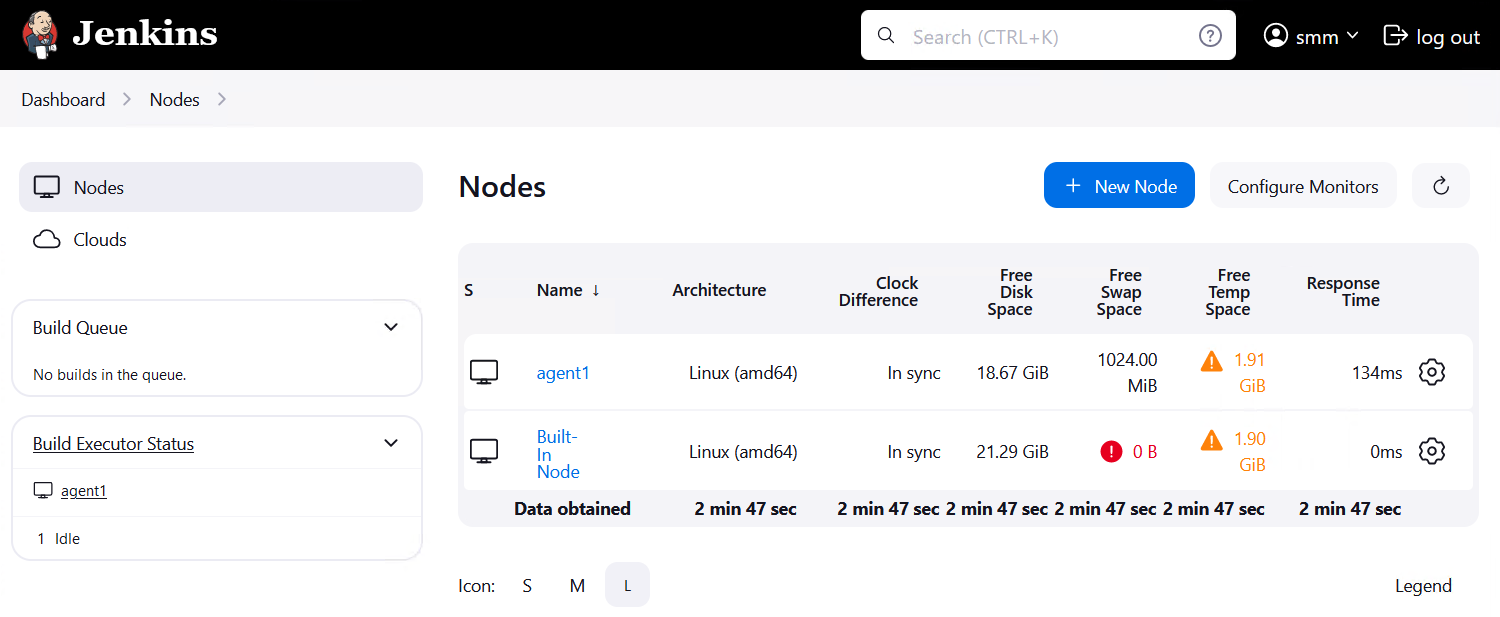 Jenkins
Search (CTRL+K)
smm
log out
Dashboard
Nodes
Nodes
Clouds
Build Queue
No builds in the queue.
Build Executor Status
agent1
1 Idle
Nodes
+ New Node
Configure Monitors
S
Name ↓
Architecture
Clock
Difference
Free
Disk
Space
Free
Swap
Space
Free
Temp
Space
Response
Time
agent1
Linux (amd64)
In sync
18.67 GiB
1024.00
MiB
1.91
GiB
134ms
Built-
In
Node
Linux (amd64)
In sync
21.29 GiB
0 B
1.90
GiB
0ms
Data obtained
2 min 47 sec
2 min 47 sec
2 min 47 sec
2 min 47 sec
2 min 47 sec
2 min 47 sec
Icon:
S
M
L
Legend